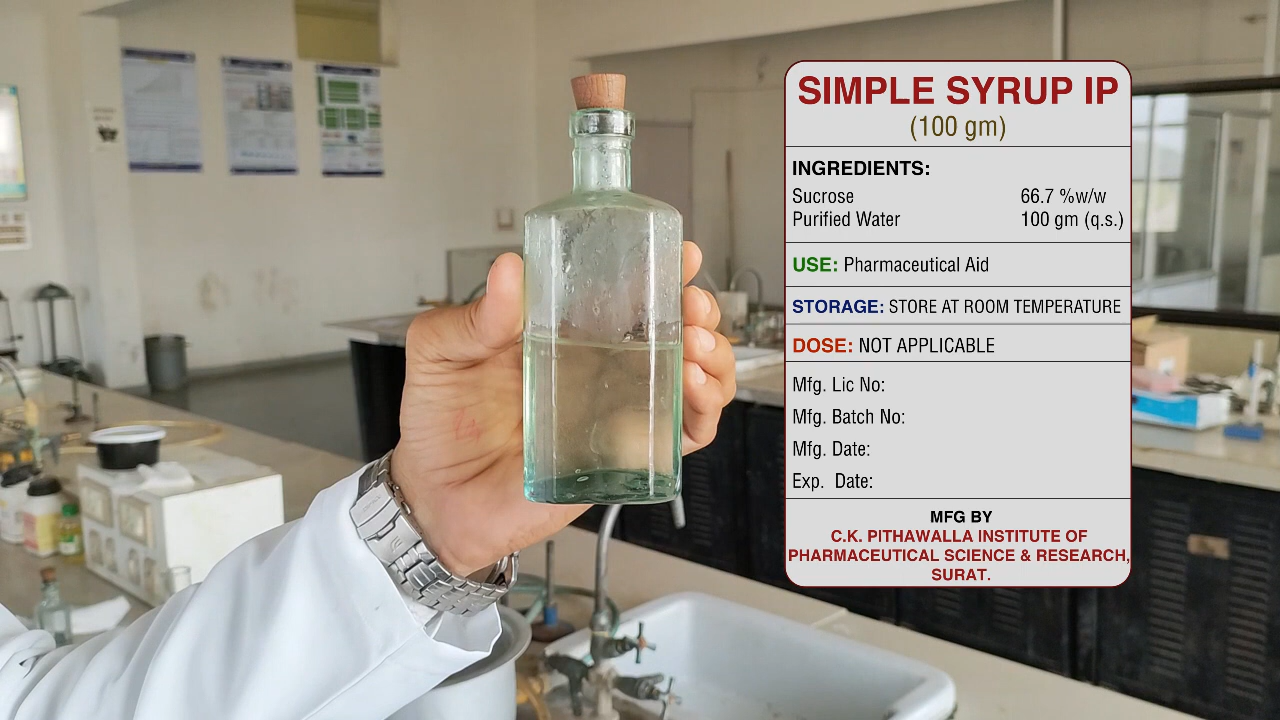 SIMPLE SYRUP IP
(100 gm)
INGREDIENTS:
Sucrose 66.7 %w/w
Purified Water 100 gm (q.s.)
USE: Pharmaceutical Aid
STORAGE: STORE AT ROOM TEMPERATURE
DOSE: NOT APPLICABLE
Mfg. Lic No:
Mfg. Batch No:
Mfg. Date:
Exp. Date:
MFG BY
C.K. PITHAWALLA INSTITUTE OF
PHARMACEUTICAL SCIENCE & RESEARCH,
SURAT.